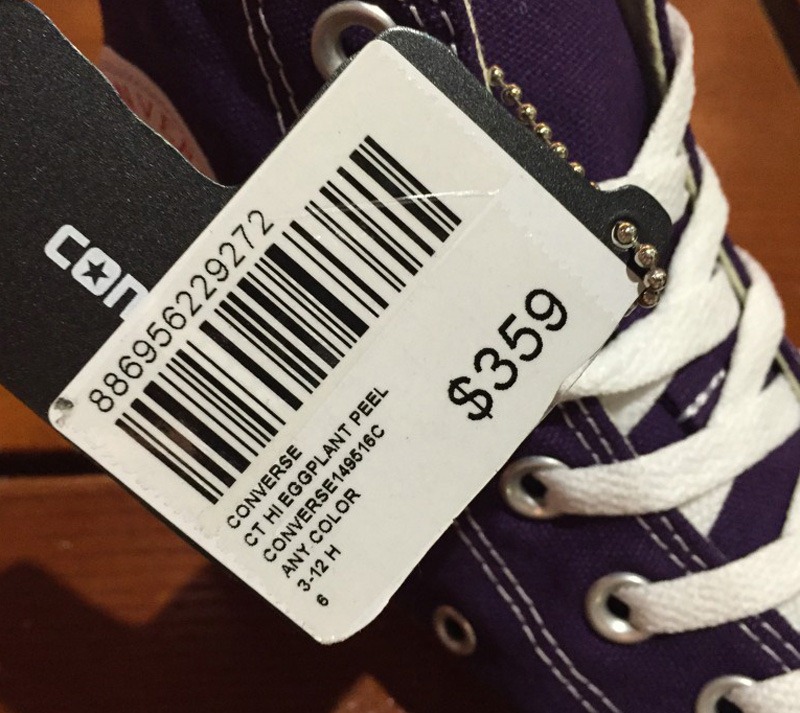 CON
886956229272
$359
CONVERSE
CT HI EGGPLANT PEEL
CONVERSE149516C
ANY COLOR
3-12 H
6